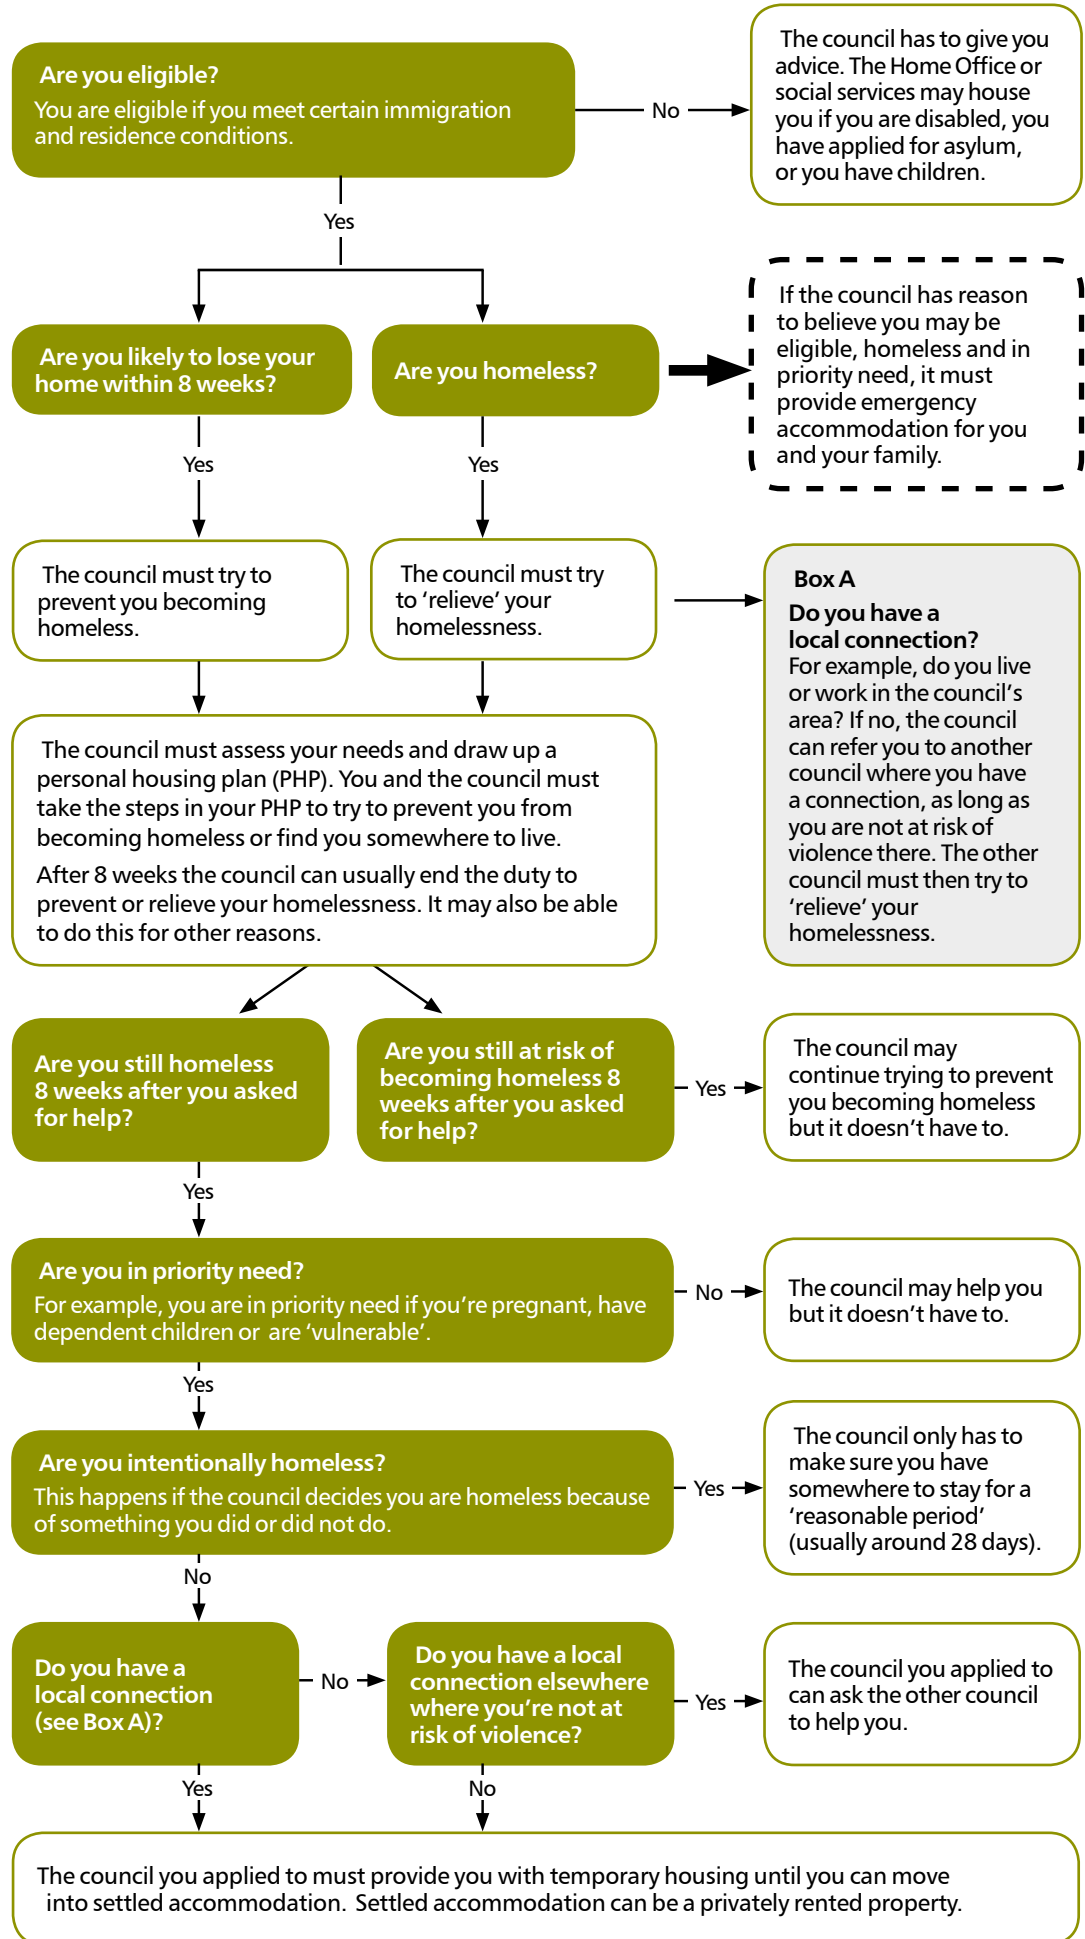 Are you eligible?
You are eligible if you meet certain immigration
and residence conditions.
No
The council has to give you
advice. The Home Office or
social services may house
you if you are disabled, you
have applied for asylum,
or you have children.
Yes
Are you likely to lose your
home within 8 weeks?
Are you homeless?
If the council has reason
to believe you may be
eligible, homeless and in
priority need, it must
provide emergency
accommodation for you
and your family.
Yes
Yes
The council must try to
prevent you becoming
homeless.
The council must try
to ‘relieve’ your
homelessness.
Box A
Do you have a
local connection?
For example, do you live
or work in the council’s
area? If no, the council
can refer you to another
council where you have
a connection, as long as
you are not at risk of
violence there. The other
council must then try to
‘relieve’ your
homelessness.
The council must assess your needs and draw up a
personal housing plan (PHP). You and the council must
take the steps in your PHP to try to prevent you from
becoming homeless or find you somewhere to live.
After 8 weeks the council can usually end the duty to
prevent or relieve your homelessness. It may also be able
to do this for other reasons.
Are you still homeless
8 weeks after you asked
for help?
Are you still at risk of
becoming homeless 8
weeks after you asked
for help?
Yes
The council may
continue trying to prevent
you becoming homeless
but it doesn’t have to.
Yes
Are you in priority need?
For example, you are in priority need if you’re pregnant, have
dependent children or are ‘vulnerable’.
No
The council may help you
but it doesn’t have to.
Yes
Are you intentionally homeless?
This happens if the council decides you are homeless because
of something you did or did not do.
Yes
The council only has to
make sure you have
somewhere to stay for a
‘reasonable period’
(usually around 28 days).
No
Do you have a
local connection
(see Box A)?
No
Do you have a local
connection elsewhere
where you’re not at
risk of violence?
Yes
The council you applied to
can ask the other council
to help you.
Yes
No
The council you applied to must provide you with temporary housing until you can move
into settled accommodation. Settled accommodation can be a privately rented property.